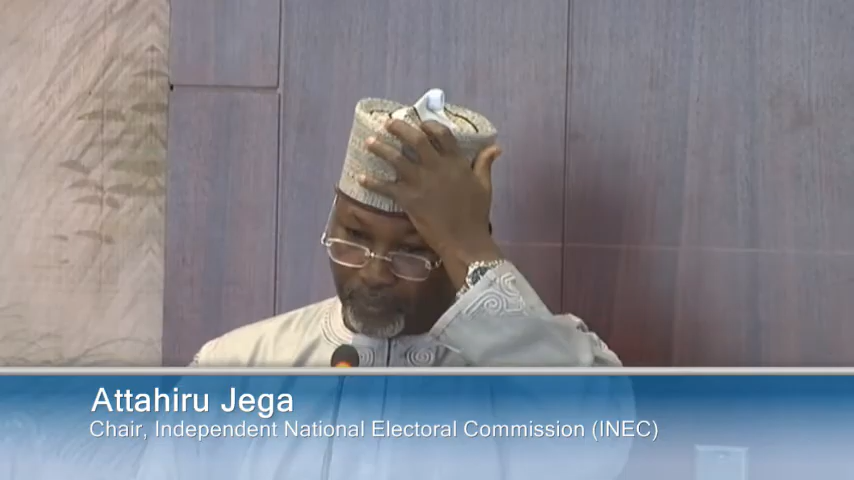 Attahiru Jega
Chair, Independent National Electoral Commission (INEC)